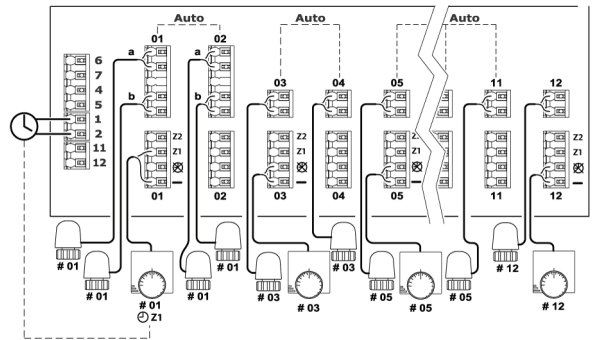 Auto Auto Auto
01 02
a a
6
7
4
5
1
2
11
12
03 04 05 11 12
b b
Z2 Z2 Z2 Z2
Z1 Z1 Z1 Z1
01 02 03 04 05 11 12
# 01 # 01 # 03 # 12
# 01 # 01 # 03 # 05 # 05
# 01 # 03 # 05 # 12
Z1